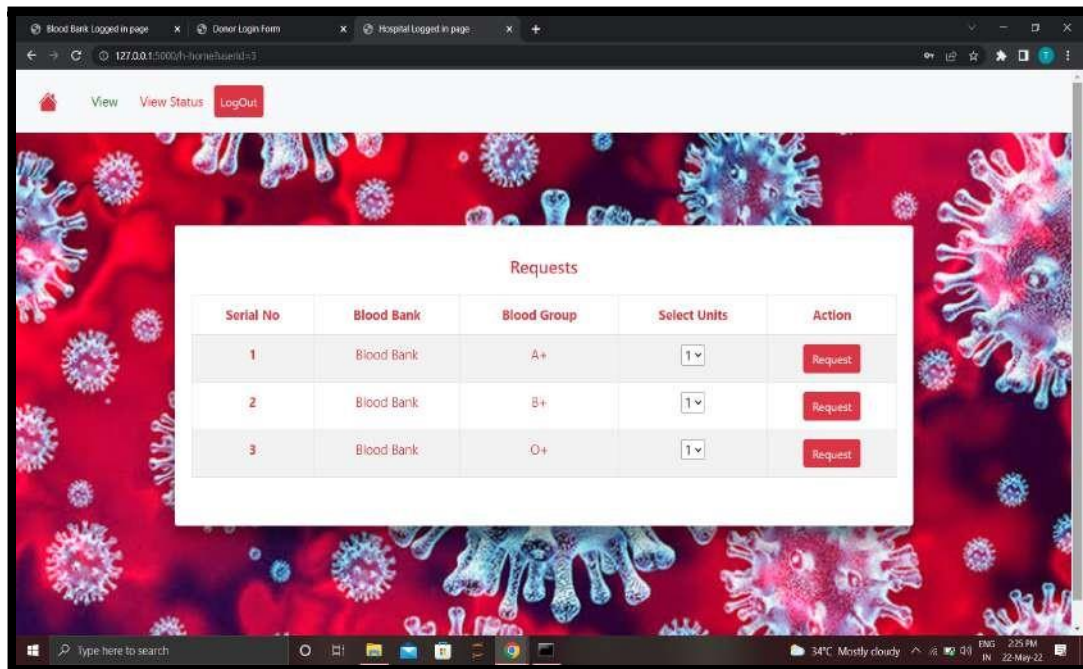 Blood Bank Logged in page Donor Login Form Hospital Logged in page
127.0.0.1:5000/h-home?userid=3
View View Status LogOut
Requests
Serial No Blood Bank Blood Group Select Units Action
1 Blood Bank A+ 1 Request
2 Blood Bank B+ 1 Request
3 Blood Bank O+ 1 Request
Type here to search 34°C Mostly cloudy ENG 2:25 PM
IN 22-May-22